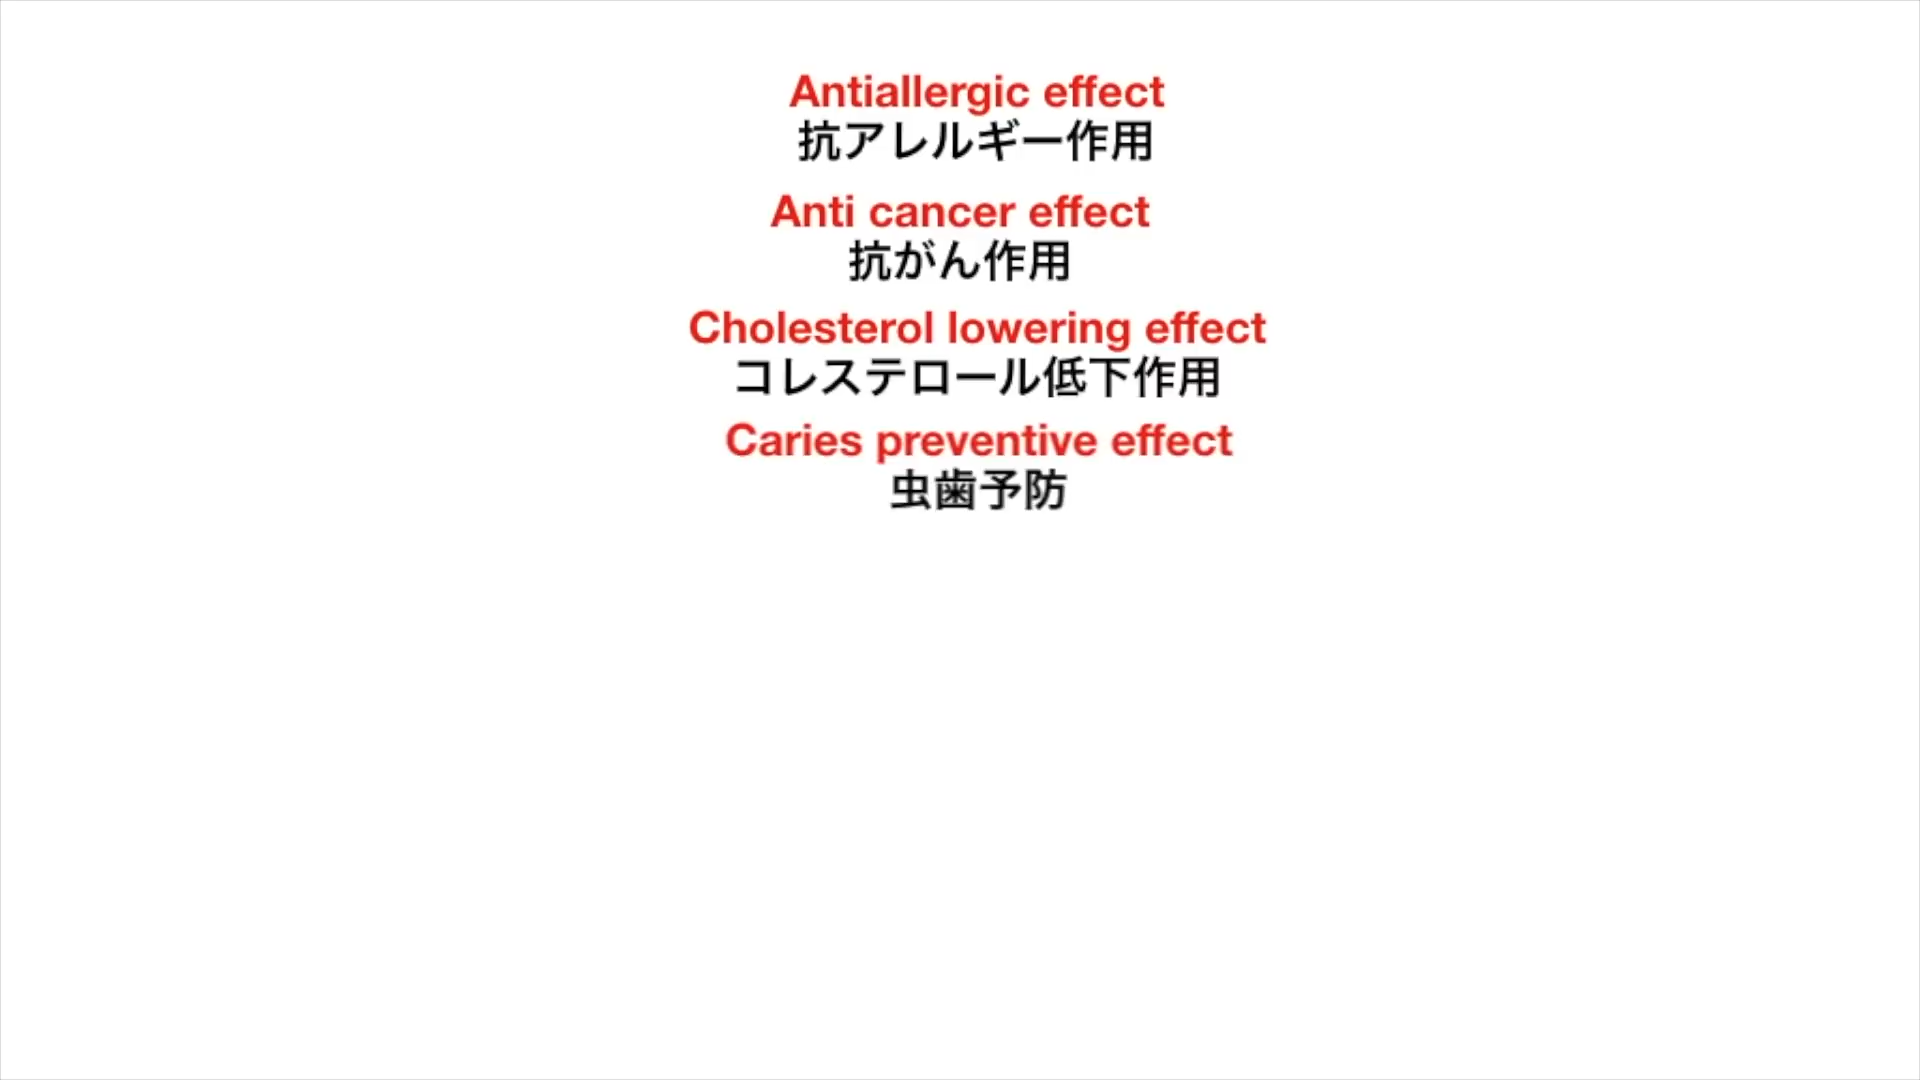 Antiallergic effect
抗アレルギー作用
Anti cancer effect
抗がん作用
Cholesterol lowering effect
コレステロール低下作用
Caries preventive effect
虫歯予防